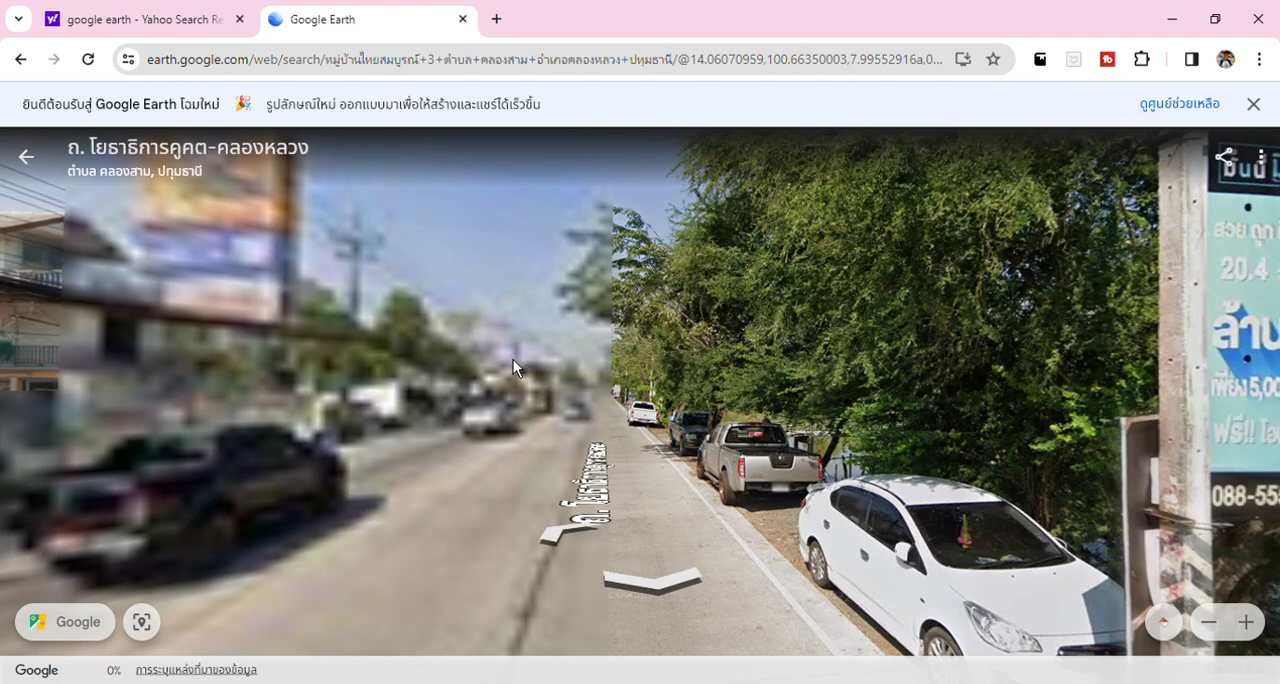 google earth - Yahoo Search Re
Google Earth
earth.google.com/web/search/หมู่บ้านไทยสมบูรณ์+3+ตำบล+คลองสาม+อำเภอคลองหลวง+ปทุมธานี/@14.06070959,100.66350003,7.99552916a,0...
ยินดีต้อนรับสู่ Google Earth โฉมใหม่ 🎉 รูปลักษณ์ใหม่ ออกแบบมาเพื่อให้สร้างและแชร์ได้เร็วขึ้น
ดูศูนย์ช่วยเหลือ
ถ. โยธาธิการคูคต-คลองหลวง
ตำบล คลองสาม, ปทุมธานี
สวย ถูก
20.4
ล้าน
เพียง 5,00
ฟรี!!
088-55
Google
Google
0%
การระบุแหล่งที่มาของข้อมูล